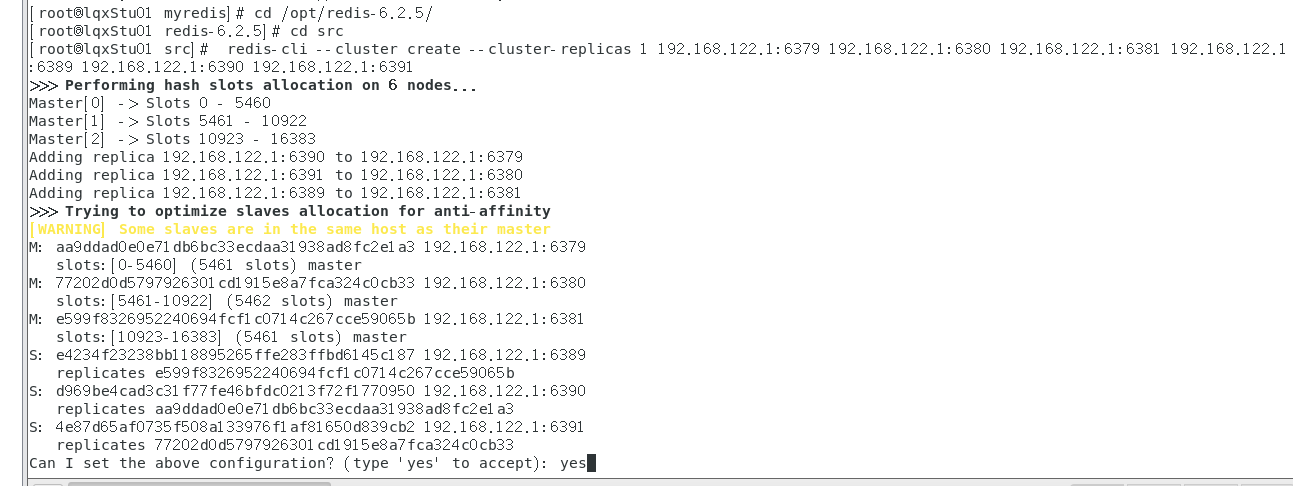 [root@lqxStu01 myredis]# cd /opt/redis-6.2.5/
[root@lqxStu01 redis-6.2.5]# cd src
[root@lqxStu01 src]#  redis-cli --cluster create --cluster-replicas 1 192.168.122.1:6379 192.168.122.1:6380 192.168.122.1:6381 192.168.122.1
:6389 192.168.122.1:6390 192.168.122.1:6391
>>> Performing hash slots allocation on 6 nodes...
Master[0] -> Slots 0 - 5460
Master[1] -> Slots 5461 - 10922
Master[2] -> Slots 10923 - 16383
Adding replica 192.168.122.1:6390 to 192.168.122.1:6379
Adding replica 192.168.122.1:6391 to 192.168.122.1:6380
Adding replica 192.168.122.1:6389 to 192.168.122.1:6381
>>> Trying to optimize slaves allocation for anti-affinity
[WARNING] Some slaves are in the same host as their master
M: aa9ddad0e0e71db6bc33ecdaa31938ad8fc2e1a3 192.168.122.1:6379
   slots:[0-5460] (5461 slots) master
M: 77202d0d5797926301cd1915e8a7fca324c0cb33 192.168.122.1:6380
   slots:[5461-10922] (5462 slots) master
M: e599f8326952240694fcf1c0714c267cce59065b 192.168.122.1:6381
   slots:[10923-16383] (5461 slots) master
S: e4234f23238bb118895265ffe283ffbd6145c187 192.168.122.1:6389
   replicates e599f8326952240694fcf1c0714c267cce59065b
S: d969be4cad3c31f77fe46bfdc0213f72f1770950 192.168.122.1:6390
   replicates aa9ddad0e0e71db6bc33ecdaa31938ad8fc2e1a3
S: 4e87d65af0735f508a133976f1af81650d839cb2 192.168.122.1:6391
   replicates 77202d0d5797926301cd1915e8a7fca324c0cb33
Can I set the above configuration? (type 'yes' to accept): yes